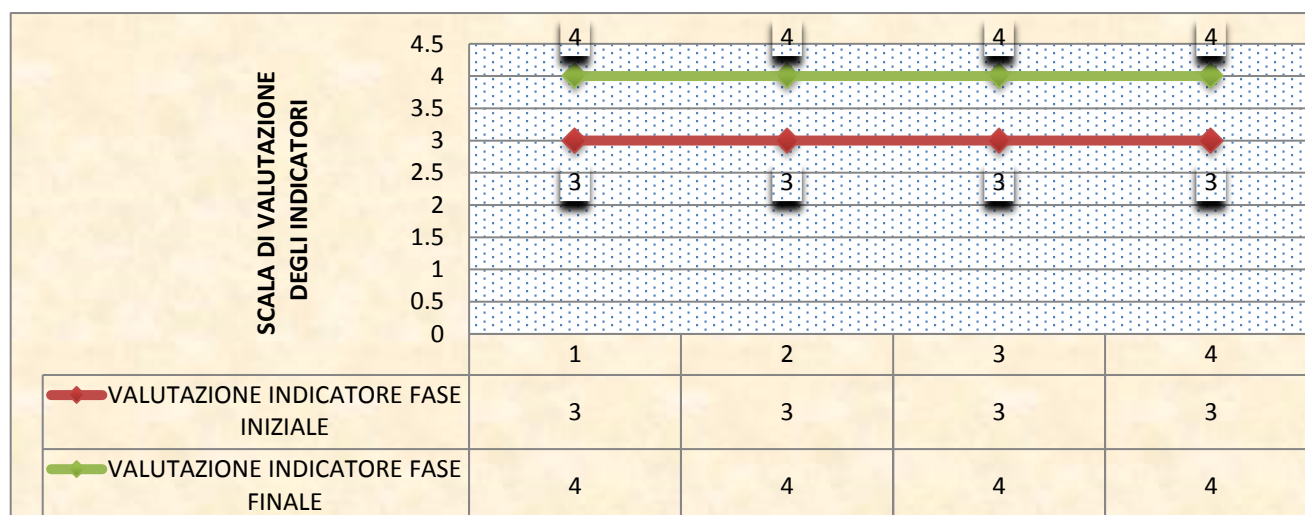 4 4 4 4
4.5
4
3.5
3
2.5
2
1.5
1
0.5
0
SCALA DI VALUTAZIONE
DEGLI INDICATORI
3 3 3 3
1 2 3 4
VALUTAZIONE INDICATORE FASE
INIZIALE
3 3 3 3
VALUTAZIONE INDICATORE FASE
FINALE
4 4 4 4